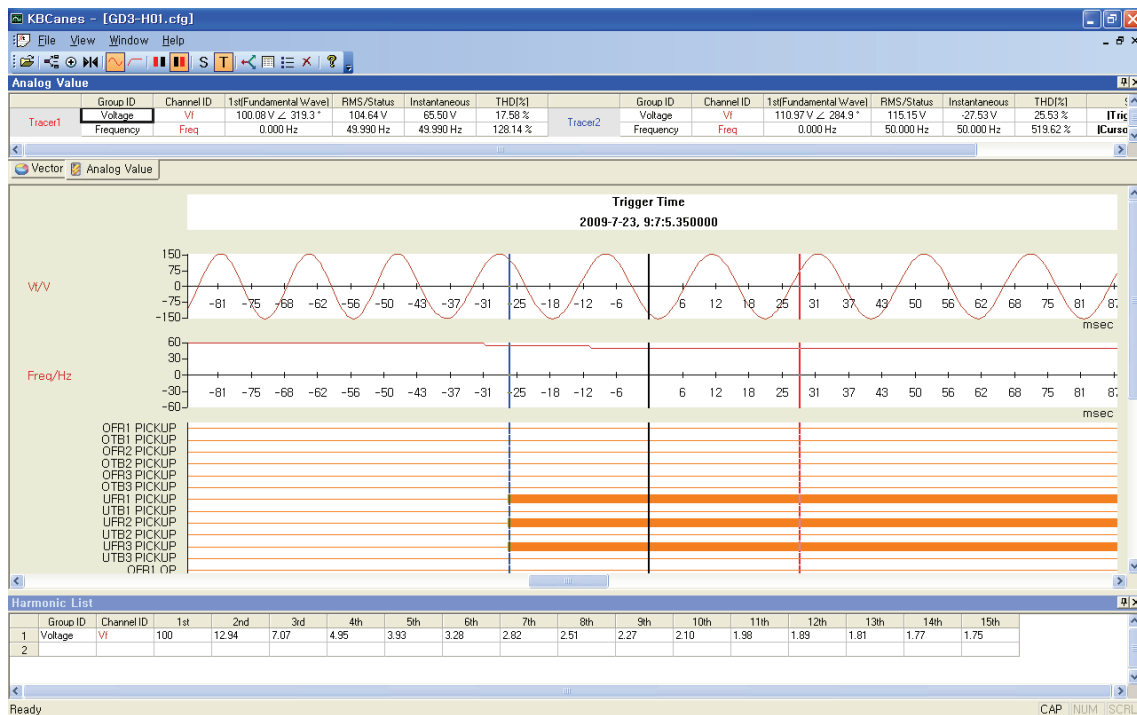 KBCanes - [GD3-H01.cfg]
File View Window Help
S T
Analog Value
Group ID Channel ID 1st(Fundamental Wave) RMS/Status Instantaneous THD[%] Group ID Channel ID 1st(Fundamental Wave) RMS/Status Instantaneous THD[%]
Tracer1 Voltage Vf 100.08 V ∠ 319.3 ° 104.64 V 65.50 V 17.58 % Tracer2 Voltage Vf 110.97 V ∠ 284.9 ° 115.15 V -27.53 V 25.53 % |Trig
Frequency Freq 0.000 Hz 49.990 Hz 49.990 Hz 128.14 % Frequency Freq 0.000 Hz 50.000 Hz 50.000 Hz 519.62 % |Curso
Vector Analog Value
Trigger Time
2009-7-23, 9:7:5.350000
Vf/V
150
75
0
-75
-150
-81 -75 -68 -62 -56 -50 -43 -37 -31 -25 -18 -12 -6 6 12 18 25 31 37 43 50 56 62 68 75 81 87
msec
Freq/Hz
60
30
0
-30
-60
-81 -75 -68 -62 -56 -50 -43 -37 -31 -25 -18 -12 -6 6 12 18 25 31 37 43 50 56 62 68 75 81
msec
OFR1 PICKUP
OTB1 PICKUP
OFR2 PICKUP
OTB2 PICKUP
OFR3 PICKUP
OTB3 PICKUP
UFR1 PICKUP
UTB1 PICKUP
UFR2 PICKUP
UTB2 PICKUP
UFR3 PICKUP
UTB3 PICKUP
OFR1 OP
Harmonic List
Group ID Channel ID 1st 2nd 3rd 4th 5th 6th 7th 8th 9th 10th 11th 12th 13th 14th 15th
1 Voltage Vf 100 12.94 7.07 4.95 3.93 3.28 2.82 2.51 2.27 2.10 1.98 1.89 1.81 1.77 1.75
2
Ready
CAP NUM SCRL